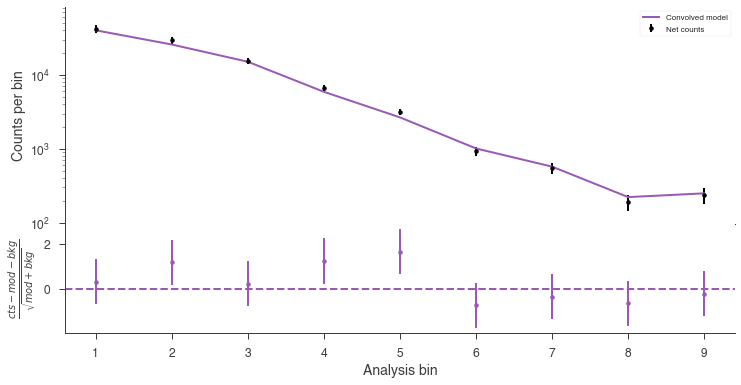 Convolved model
Net counts
Counts per bin
10^4
10^3
10^2
2
0
cts − mod − bkg
√mod + bkg
1 2 3 4 5 6 7 8 9
Analysis bin